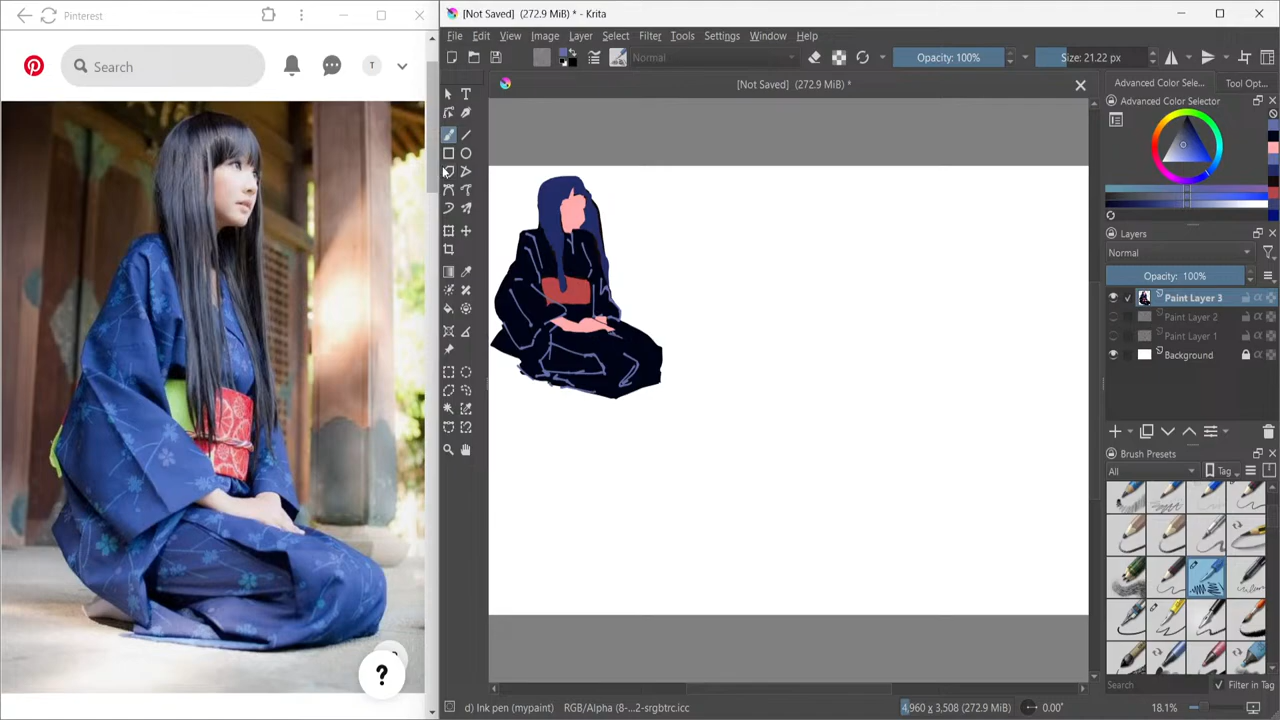 Pinterest
Search
T
?
[Not Saved] (272.9 MiB) * - Krita
File Edit View Image Layer Select Filter Tools Settings Window Help
Normal
Opacity: 100%
Size: 21.22 px
[Not Saved] (272.9 MiB) *
Advanced Color Sele...
Tool Opt...
Advanced Color Selector
Layers
Normal
Opacity: 100%
Paint Layer 3
Paint Layer 2
Paint Layer 1
Background
Brush Presets
All
Tag
Search
Filter in Tag
d) Ink pen (mypaint)
RGB/Alpha (8-...2-srgbtrc.icc
4,960 x 3,508 (272.9 MiB)
0.00°
18.1%